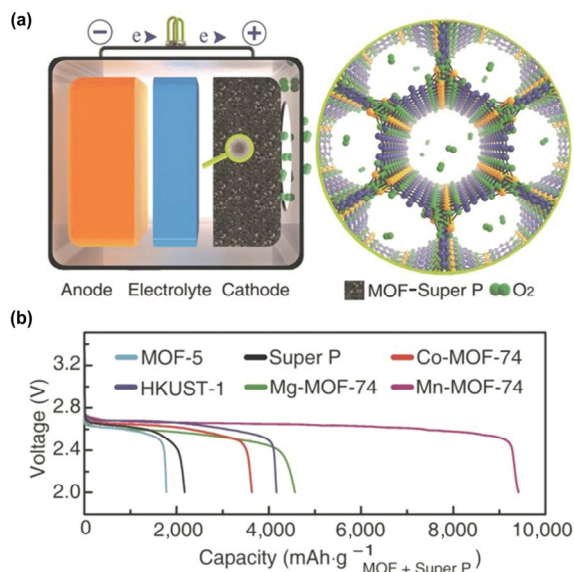 (a)
− e➤ e➤ +
Anode Electrolyte Cathode
MOF–Super P O₂
(b)
Voltage (V)
3.2
2.8
2.4
2.0
MOF-5 Super P Co-MOF-74
HKUST-1 Mg-MOF-74 Mn-MOF-74
0 2,000 4,000 6,000 8,000 10,000
Capacity (mAh·g⁻¹ MOF + Super P)